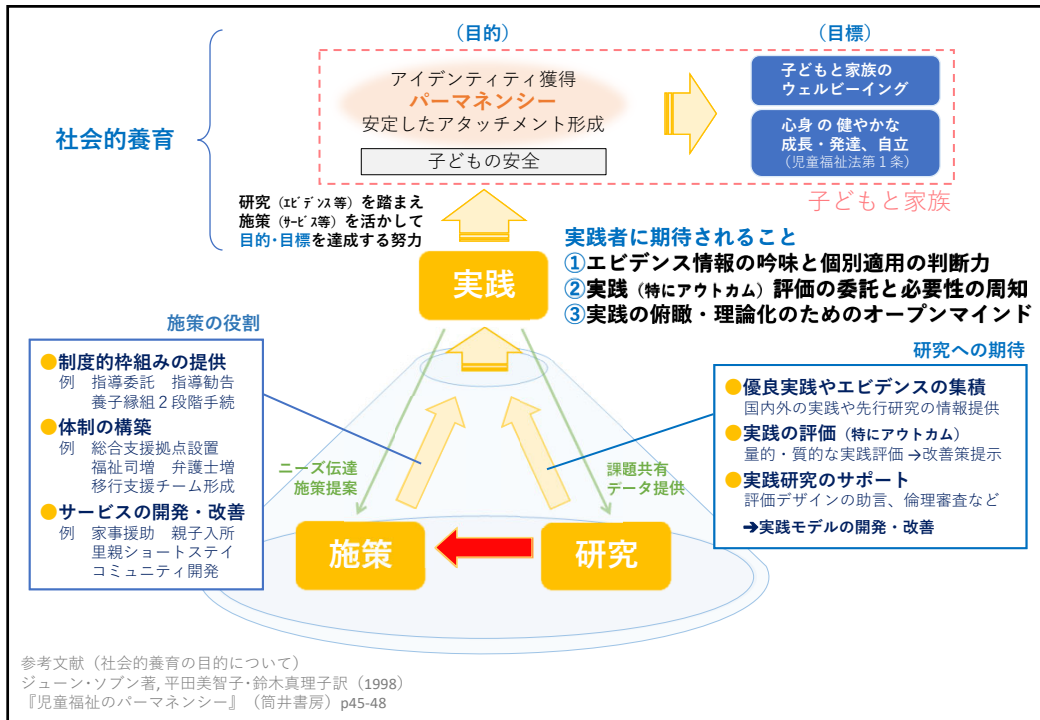 (目的)
(目標)
社会的養育
アイデンティティ獲得
パーマネンシー
安定したアタッチメント形成
子どもの安全
子どもと家族の
ウェルビーイング
心身 の 健やかな
成長・発達、自立
(児童福祉法第1条)
子どもと家族
研究(エビデンス等)を踏まえ
施策(サービス等)を活かして
目的・目標を達成する努力
実践
実践者に期待されること
①エビデンス情報の吟味と個別適用の判断力
②実践(特にアウトカム)評価の委託と必要性の周知
③実践の俯瞰・理論化のためのオープンマインド
施策の役割
●制度的枠組みの提供
例 指導委託 指導勧告
養子縁組2段階手続
●体制の構築
例 総合支援拠点設置
福祉司増 弁護士増
移行支援チーム形成
●サービスの開発・改善
例 家事援助 親子入所
里親ショートステイ
コミュニティ開発
研究への期待
●優良実践やエビデンスの集積
国内外の実践や先行研究の情報提供
●実践の評価(特にアウトカム)
量的・質的な実践評価➔改善策提示
●実践研究のサポート
評価デザインの助言、倫理審査など
➔実践モデルの開発・改善
ニーズ伝達
施策提案
課題共有
データ提供
施策
研究
参考文献(社会的養育の目的について)
ジューン・ソブン著,平田美智子・鈴木真理子訳(1998)
『児童福祉のパーマネンシー』(筒井書房)p45-48